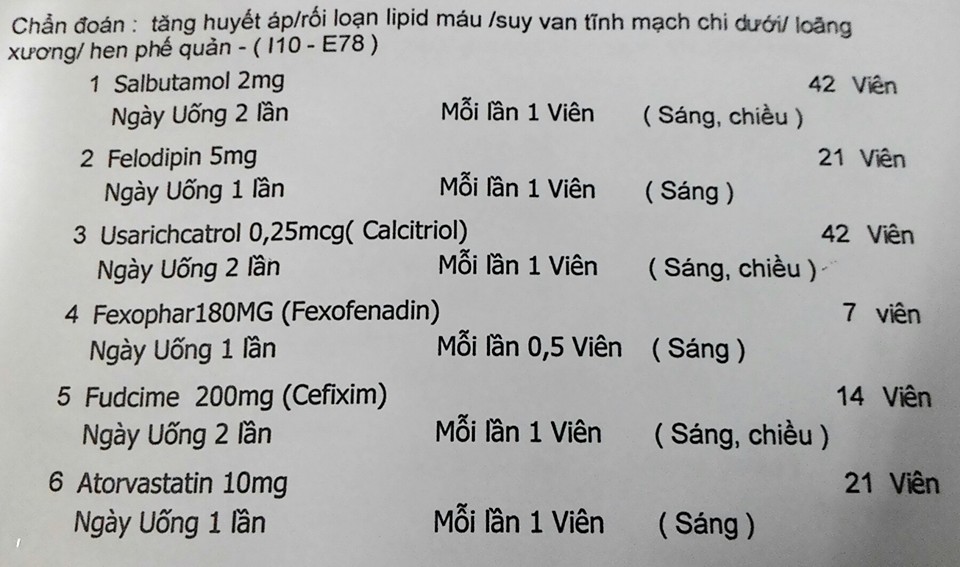 Chẩn đoán : tăng huyết áp/rối loạn lipid máu /suy van tĩnh mạch chi dưới/ loãng
xương/ hen phế quản - ( I10 - E78 )
1 Salbutamol 2mg 42 Viên
Ngày Uống 2 lần Mỗi lần 1 Viên ( Sáng, chiều )
2 Felodipin 5mg 21 Viên
Ngày Uống 1 lần Mỗi lần 1 Viên ( Sáng )
3 Usarichcatrol 0,25mcg( Calcitriol) 42 Viên
Ngày Uống 2 lần Mỗi lần 1 Viên ( Sáng, chiều )
4 Fexophar180MG (Fexofenadin) 7 viên
Ngày Uống 1 lần Mỗi lần 0,5 Viên ( Sáng )
5 Fudcime 200mg (Cefixim) 14 Viên
Ngày Uống 2 lần Mỗi lần 1 Viên ( Sáng, chiều )
6 Atorvastatin 10mg 21 Viên
Ngày Uống 1 lần Mỗi lần 1 Viên ( Sáng )